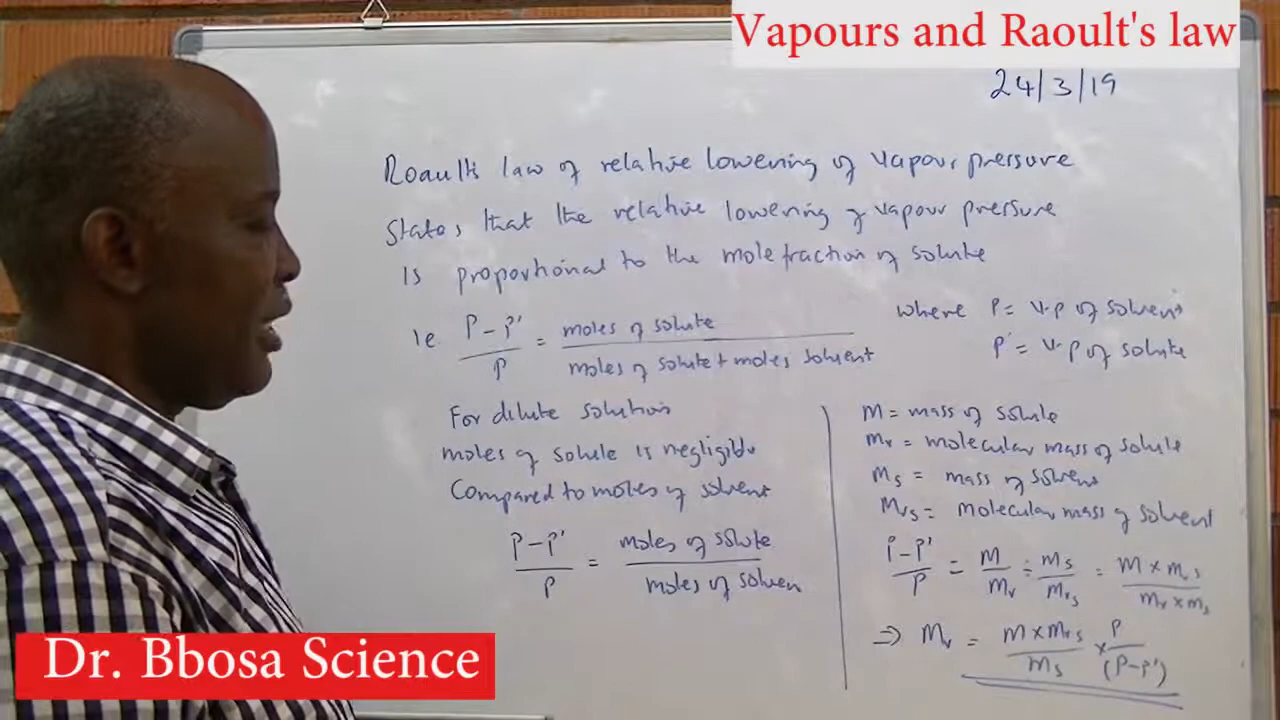 Vapours and Raoult's law
24/3/19
Roault's law of relative lowering of vapour pressure
states that the relative lowering of vapour pressure
is proportional to the mole fraction of solute
ie P - P' / P = moles of solute / moles of solute + moles solvent
where P = v.p of solvent
P' = v.p of solute
For dilute solutions
moles of solute is negligible
Compared to moles of solvent
P - P' / P = moles of solute / moles of solven
M = mass of solute
Mr = molecular mass of solute
Ms = mass of solvent
Mrs = molecular mass of solvent
P - P' / P = M / Mr ÷ Ms / Mrs = M × Mrs / Mr × Ms
⇒ Mr = M × Mrs / Ms × P / (P - P')
Dr. Bbosa Science